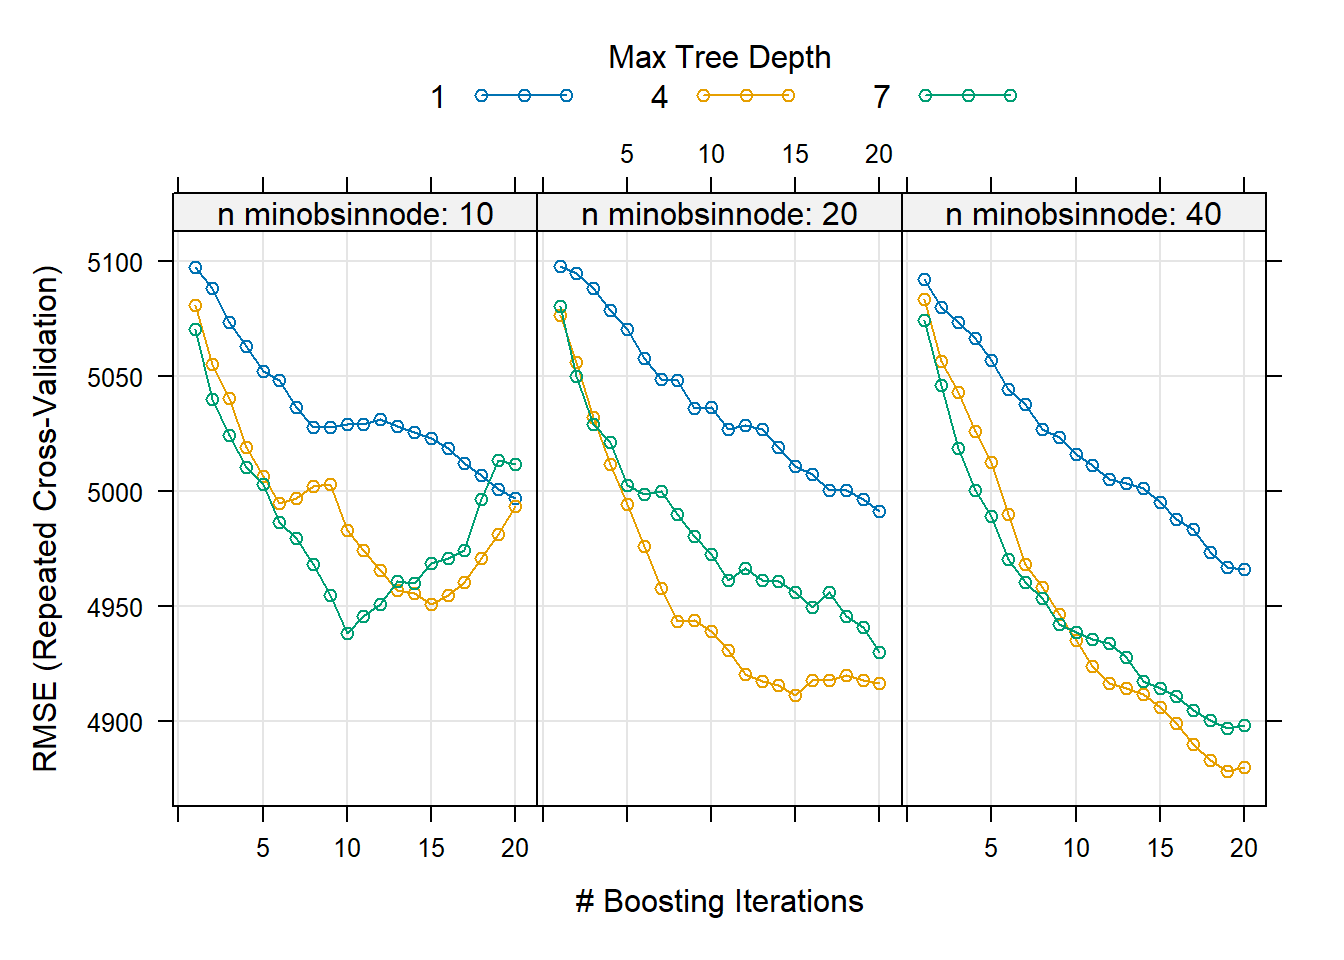 Max Tree Depth
1 4 7
5 10 15 20
n minobsinnode: 10 n minobsinnode: 20 n minobsinnode: 40
RMSE (Repeated Cross-Validation)
5100
5050
5000
4950
4900
5 10 15 20 5 10 15 20
# Boosting Iterations